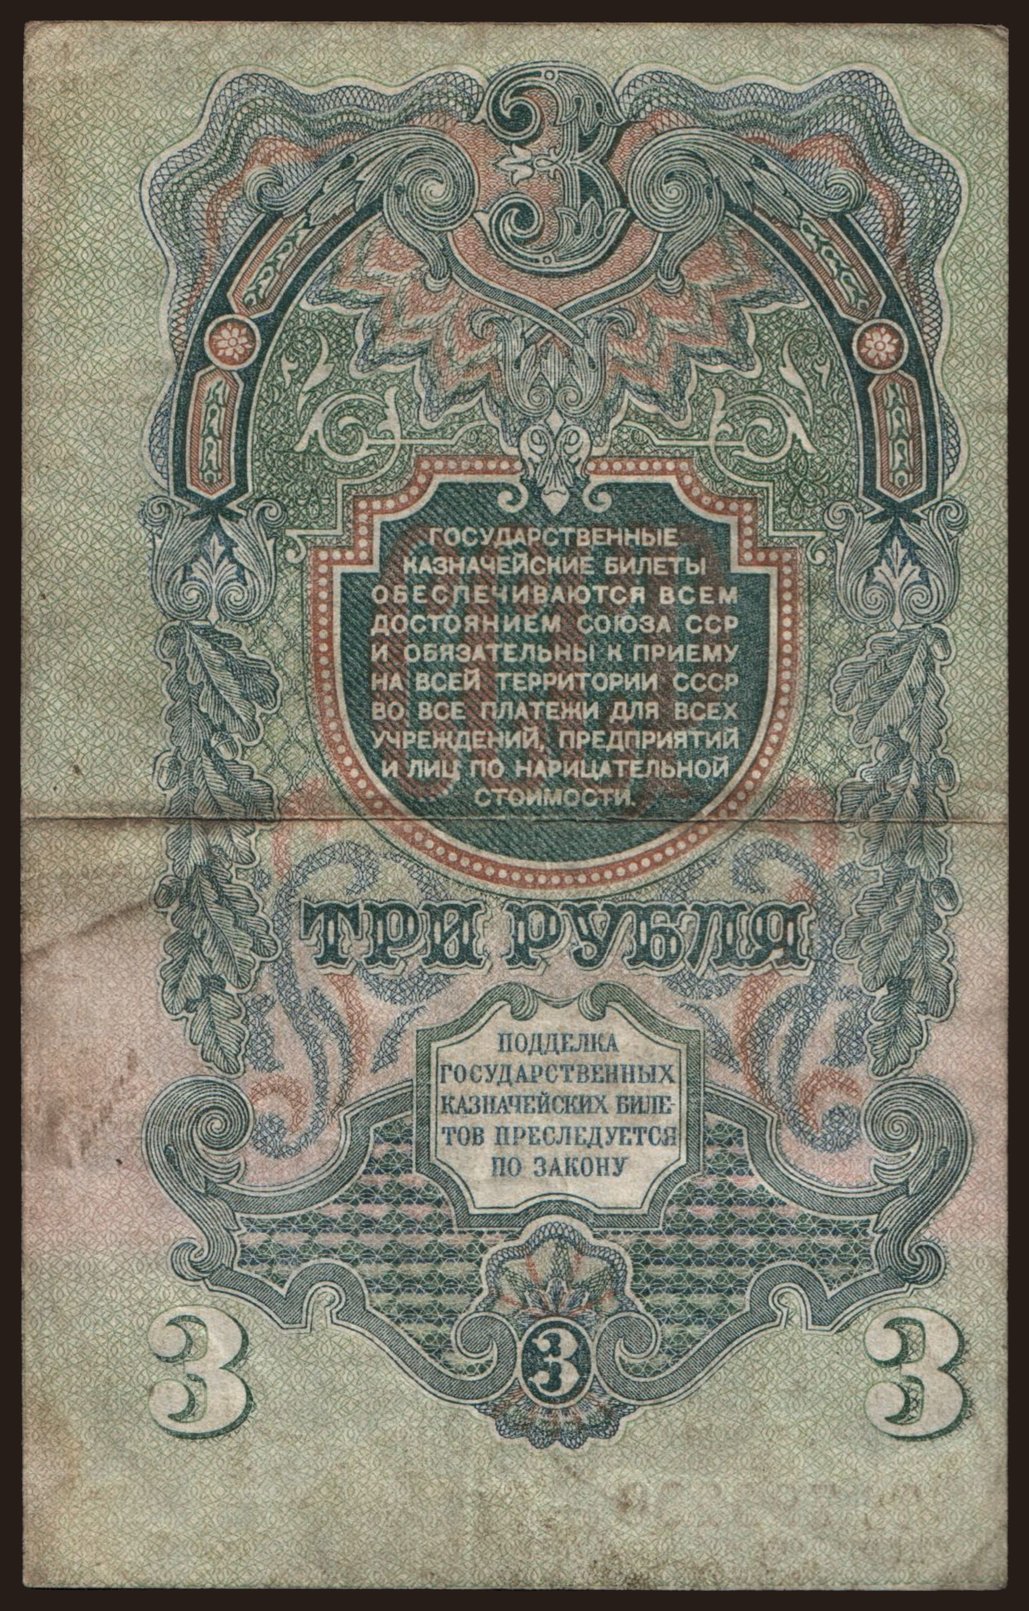 3
ГОСУДАРСТВЕННЫЕ
КАЗНАЧЕЙСКИЕ БИЛЕТЫ
ОБЕСПЕЧИВАЮТСЯ ВСЕМ
ДОСТОЯНИЕМ СОЮЗА ССР
И ОБЯЗАТЕЛЬНЫ К ПРИЕМУ
НА ВСЕЙ ТЕРРИТОРИИ СССР
ВО ВСЕ ПЛАТЕЖИ ДЛЯ ВСЕХ
УЧРЕЖДЕНИЙ, ПРЕДПРИЯТИЙ
И ЛИЦ ПО НАРИЦАТЕЛЬНОЙ
СТОИМОСТИ.
ТРИ РУБЛЯ
ПОДДЕЛКА
ГОСУДАРСТВЕННЫХ
КАЗНАЧЕЙСКИХ БИЛЕ-
ТОВ ПРЕСЛЕДУЕТСЯ
ПО ЗАКОНУ
3 3 3